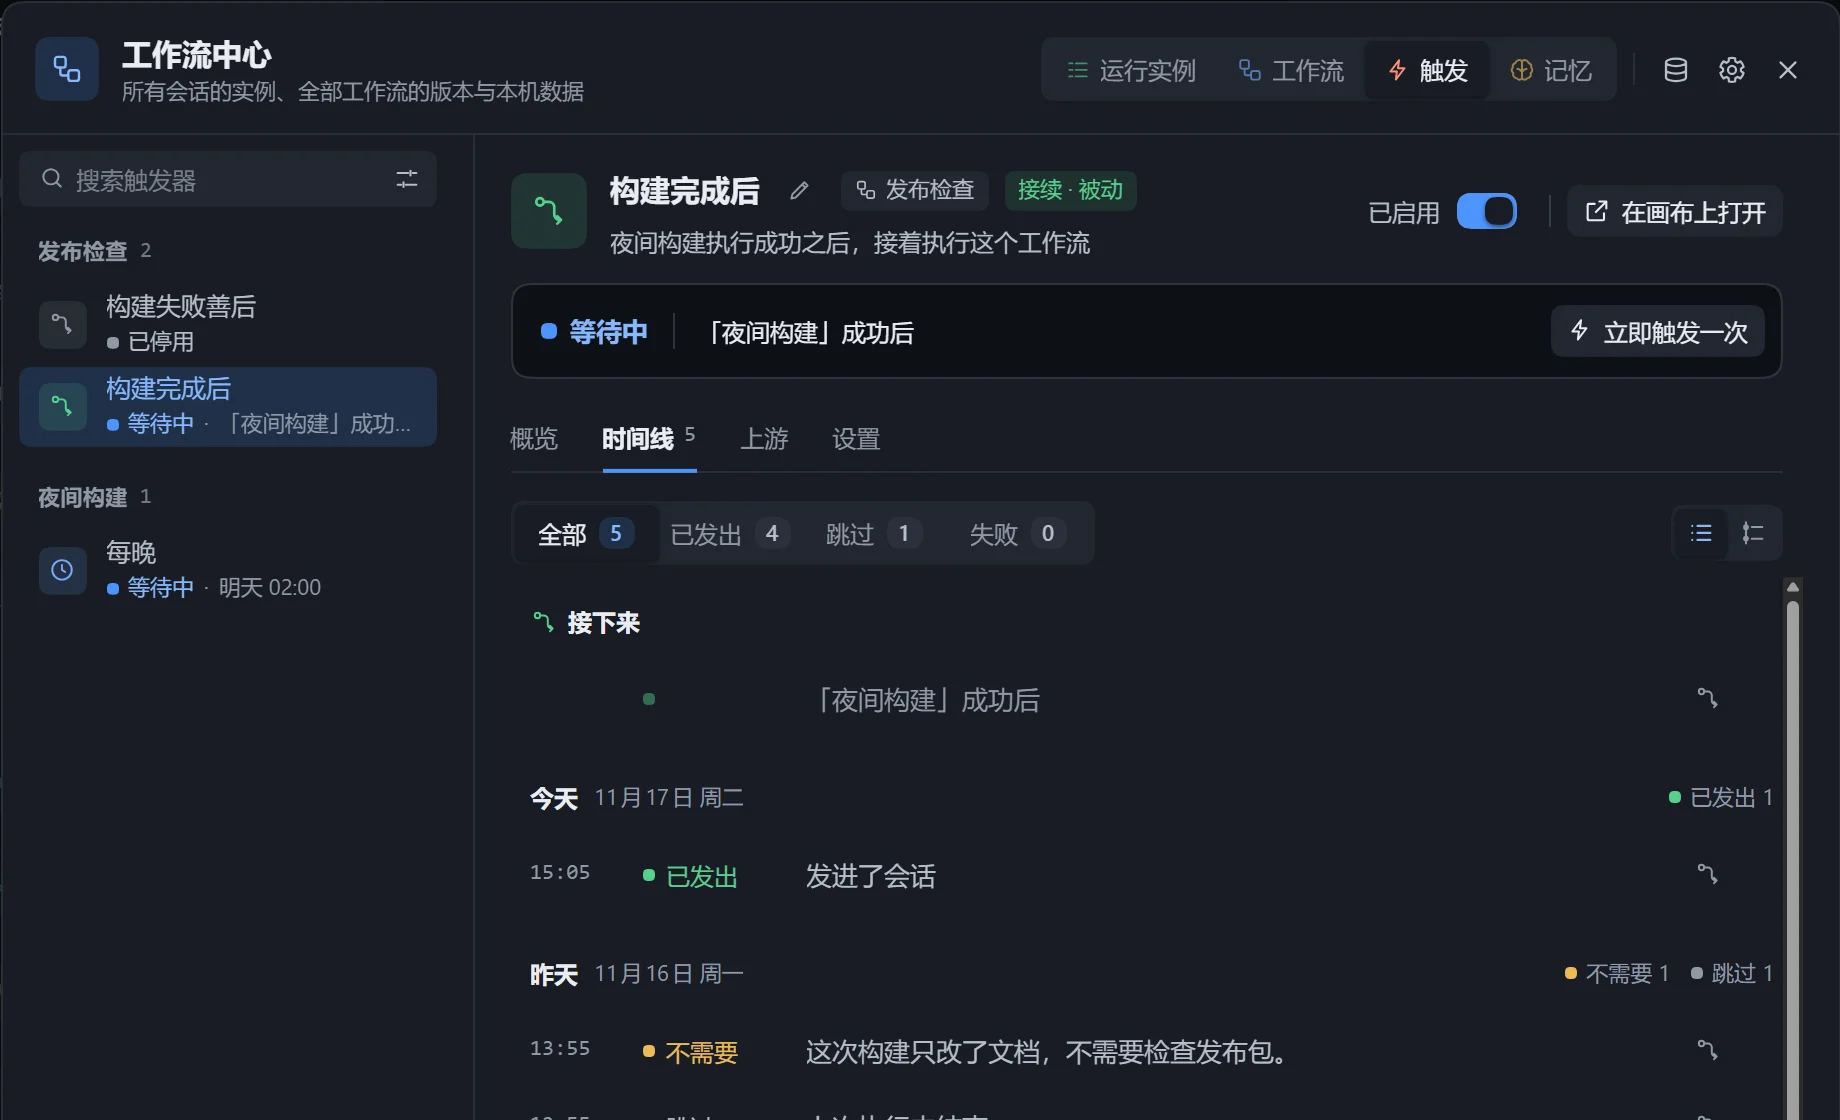 工作流中心
所有会话的实例、全部工作流的版本与本机数据
运行实例 工作流 触发 记忆
搜索触发器
发布检查 2
构建失败善后
已停用
构建完成后
等待中 · 「夜间构建」成功...
夜间构建 1
每晚
等待中 · 明天 02:00
构建完成后 发布检查 接续 · 被动
夜间构建执行成功之后，接着执行这个工作流
已启用 在画布上打开
等待中 「夜间构建」成功后 立即触发一次
概览 时间线 5 上游 设置
全部 5 已发出 4 跳过 1 失败 0
接下来
「夜间构建」成功后
今天 11月17日 周二 已发出 1
15:05 已发出 发进了会话
昨天 11月16日 周一 不需要 1 跳过 1
13:55 不需要 这次构建只改了文档，不需要检查发布包。